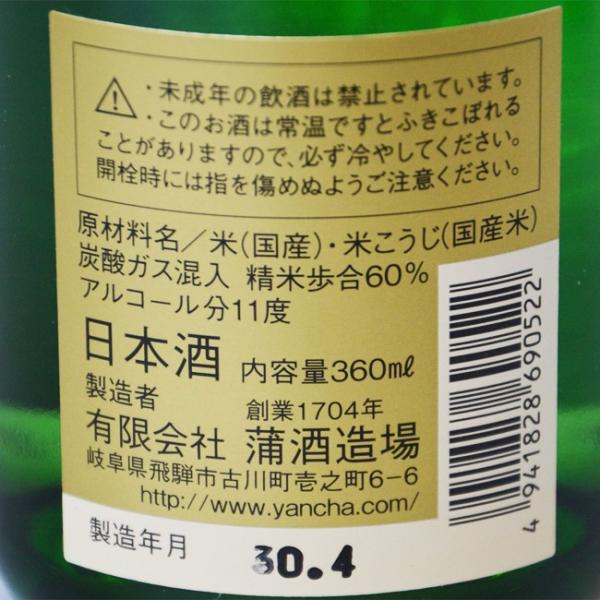 ・未成年の飲酒は禁止されています。
・このお酒は常温ですとふきこぼれる
ことがありますので、必ず冷やしてください。
開栓時には指を傷めぬようご注意ください。
原材料名／米(国産)・米こうじ(国産米)
炭酸ガス混入 精米歩合60%
アルコール分11度
日本酒 内容量360㎖
製造者 創業1704年
有限会社 蒲酒造場
岐阜県飛騨市古川町壱之町6-6
http://www.yancha.com/
製造年月 30.4
4 941828 690522